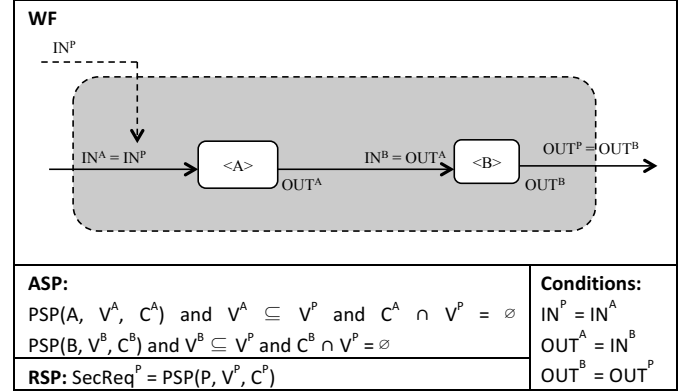 WF
IN^P
IN^A = IN^P
<A>
OUT^A
IN^B = OUT^A
<B>
OUT^P = OUT^B
OUT^B
ASP:
PSP(A, V^A, C^A) and V^A ⊆ V^P and C^A ∩ V^P = ∅
PSP(B, V^B, C^B) and V^B ⊆ V^P and C^B ∩ V^P = ∅
RSP: SecReq^P = PSP(P, V^P, C^P)
Conditions:
IN^P = IN^A
OUT^A = IN^B
OUT^B = OUT^P